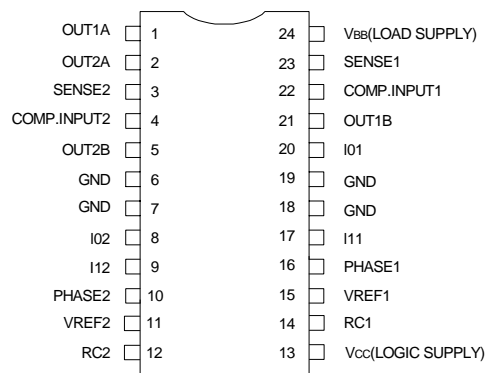 OUT1A 1 24 VBB(LOAD SUPPLY)
OUT2A 2 23 SENSE1
SENSE2 3 22 COMP.INPUT1
COMP.INPUT2 4 21 OUT1B
OUT2B 5 20 I01
GND 6 19 GND
GND 7 18 GND
I02 8 17 I11
I12 9 16 PHASE1
PHASE2 10 15 VREF1
VREF2 11 14 RC1
RC2 12 13 Vcc(LOGIC SUPPLY)